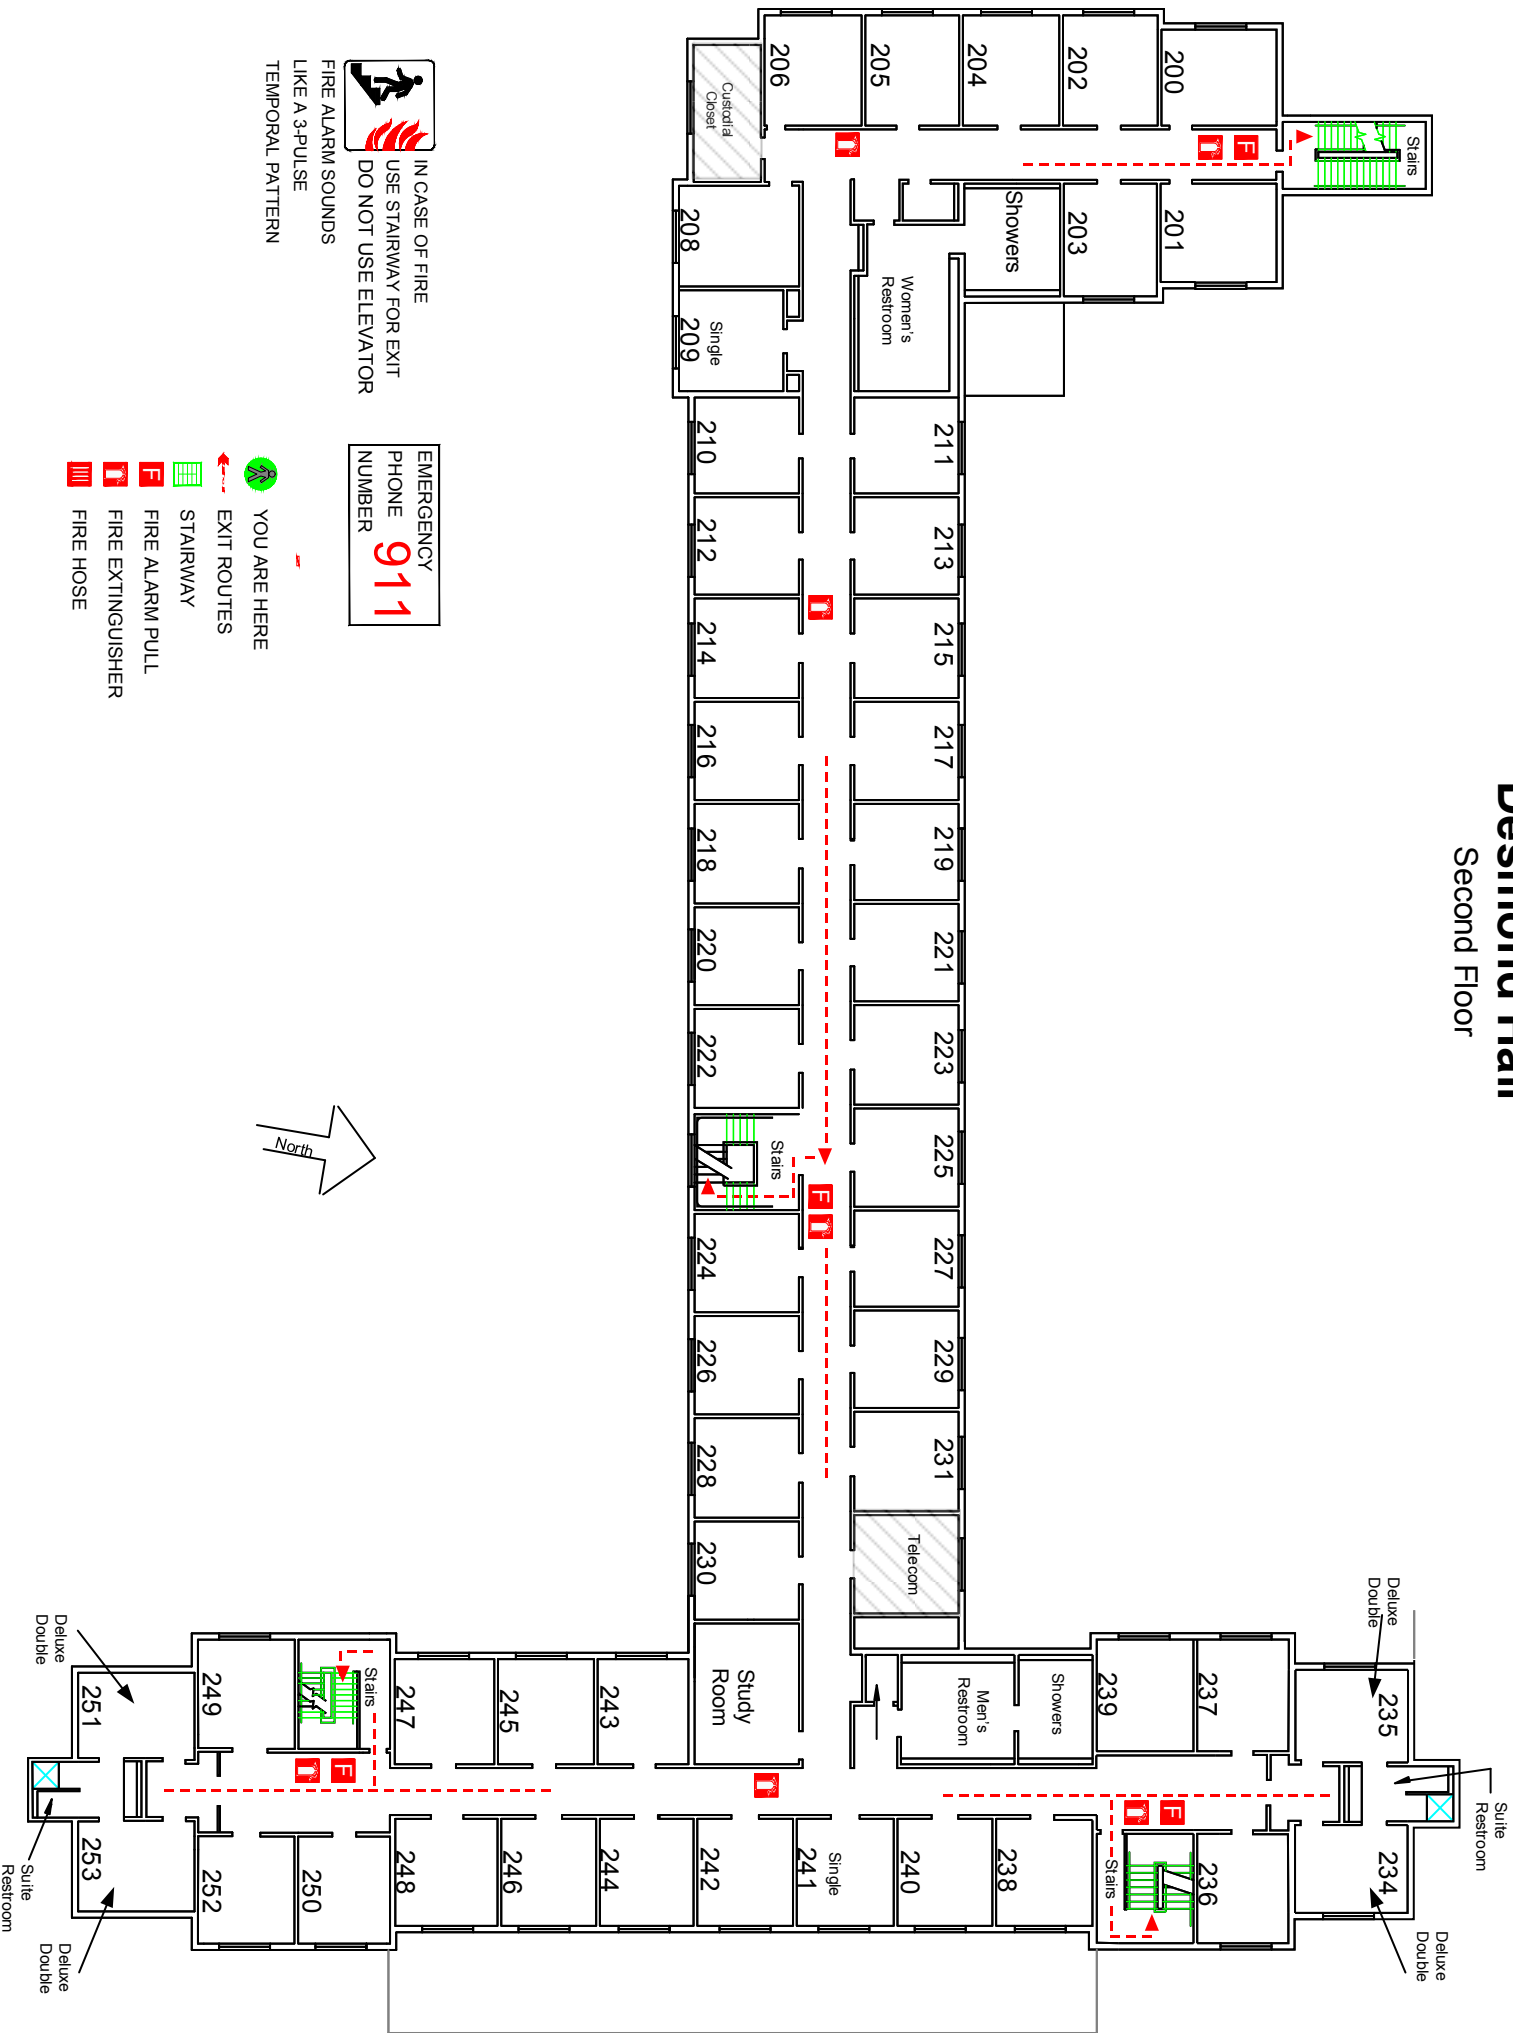 Desmond Hall
Second Floor
Stairs
200
202
204
205
206
Custodial
Closet
201
203
Showers
Women's
Restroom
208
Single
209
211
213
215
217
219
221
223
225
227
229
231
Telecom
210
212
214
216
218
220
222
Stairs
224
226
228
230
Study
Room
Men's
Restroom
Showers
239
237
235
Deluxe
Double
Suite
Restroom
234
Deluxe
Double
236
Stairs
238
240
Single
241
242
244
246
248
250
252
253
Deluxe
Double
Suite
Restroom
251
Deluxe
Double
249
Stairs
247
245
243
IN CASE OF FIRE
USE STAIRWAY FOR EXIT
DO NOT USE ELEVATOR
FIRE ALARM SOUNDS
LIKE A 3-PULSE
TEMPORAL PATTERN
EMERGENCY
PHONE 911
NUMBER
YOU ARE HERE
EXIT ROUTES
STAIRWAY
F FIRE ALARM PULL
FIRE EXTINGUISHER
FIRE HOSE
North
F
F
F
F